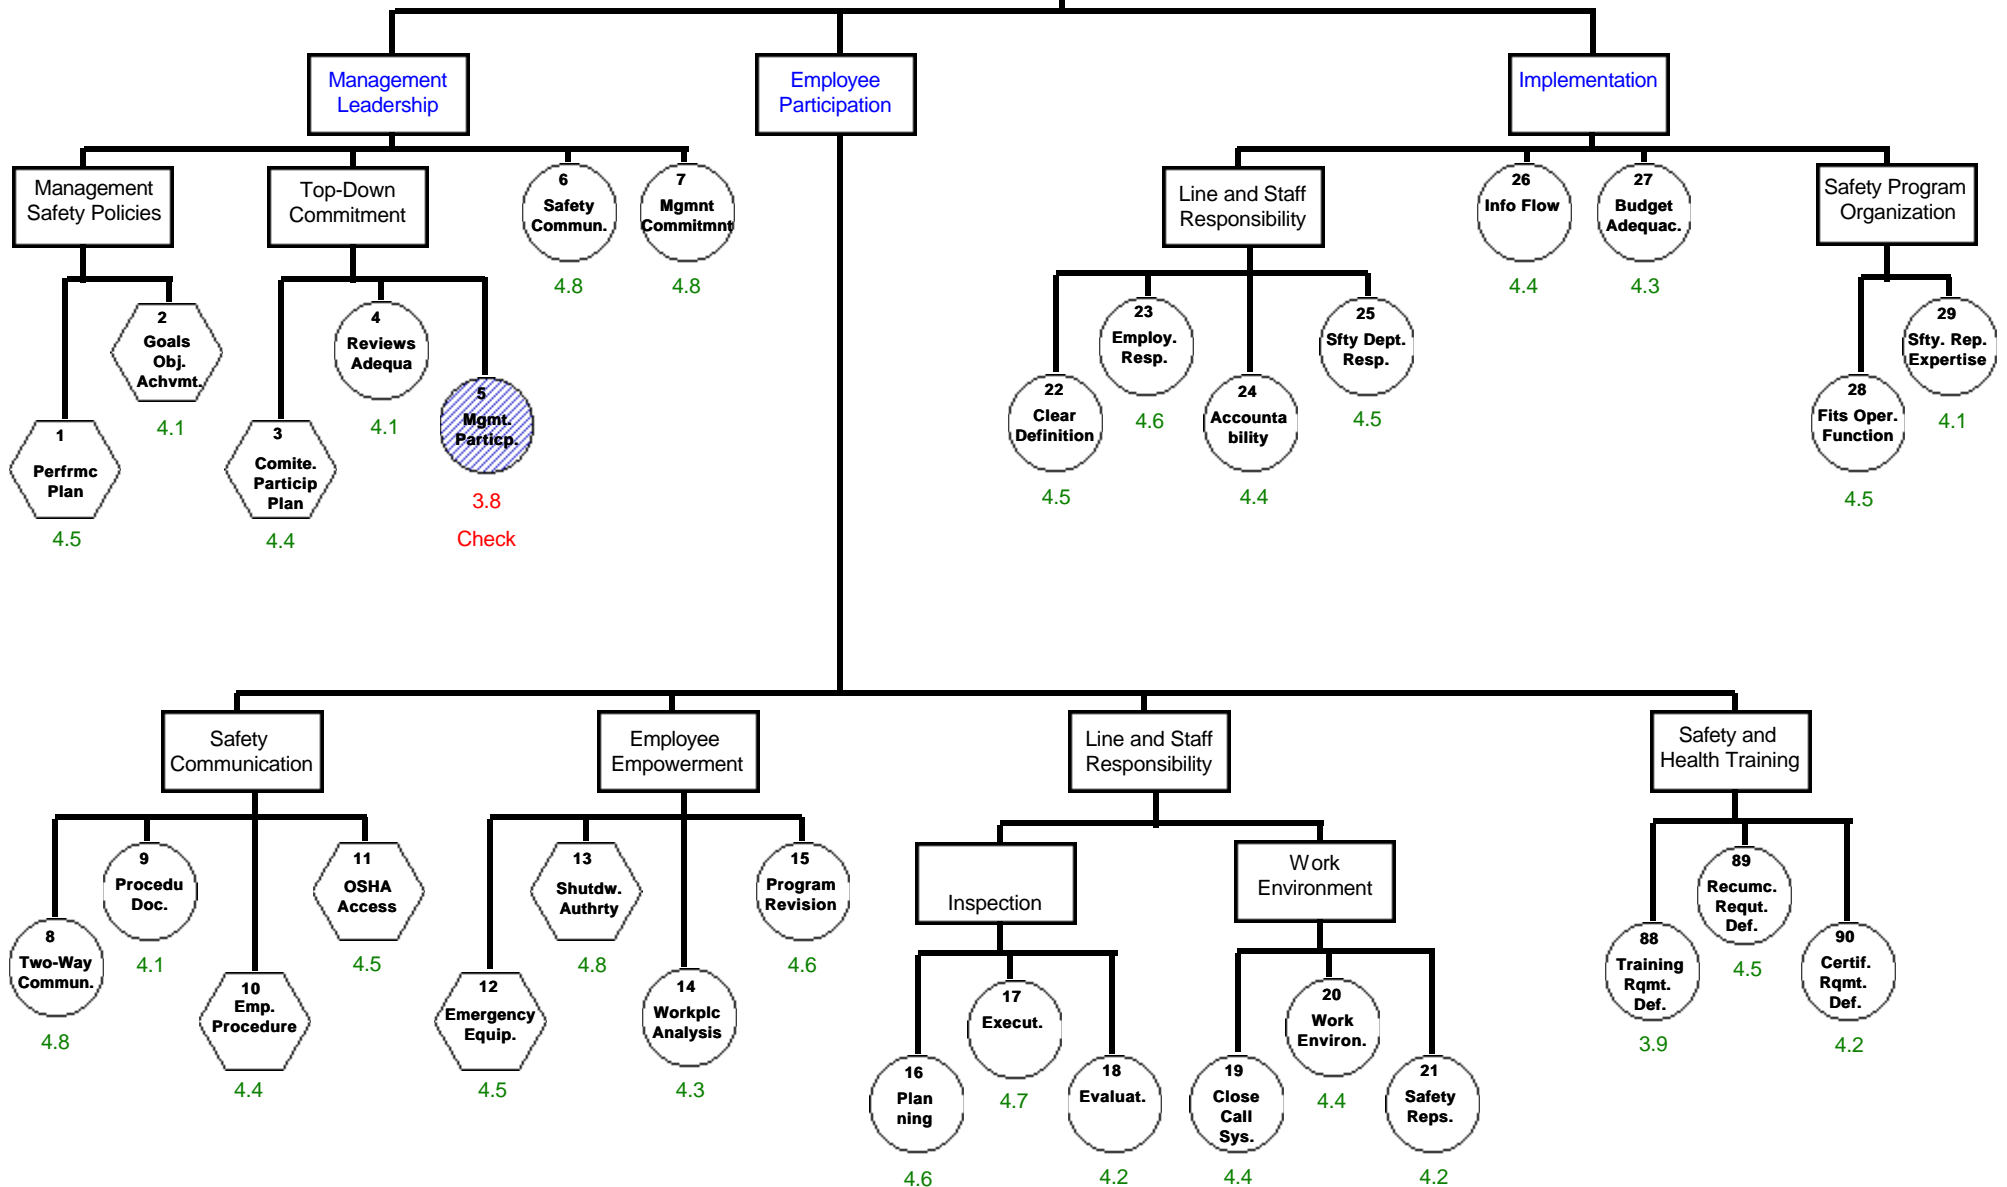 Management
Leadership
Employee
Participation
Implementation
Management
Safety Policies
Top-Down
Commitment
6
Safety
Commun.
4.8
7
Mgmnt
Commitmnt
4.8
Line and Staff
Responsibility
26
Info Flow
4.4
27
Budget
Adequac.
4.3
Safety Program
Organization
1
Perfrmc
Plan
4.5
2
Goals
Obj.
Achvmt.
4.1
3
Comite.
Particip
Plan
4.4
4
Reviews
Adequa
4.1
5
Mgmt.
Particp.
3.8
Check
22
Clear
Definition
4.5
23
Employ.
Resp.
4.6
24
Accounta
bility
4.4
25
Sfty Dept.
Resp.
4.5
28
Fits Oper.
Function
4.5
29
Sfty. Rep.
Expertise
4.1
Safety
Communication
Employee
Empowerment
Line and Staff
Responsibility
Safety and
Health Training
8
Two-Way
Commun.
4.8
9
Procedu
Doc.
4.1
10
Emp.
Procedure
4.4
11
OSHA
Access
4.5
12
Emergency
Equip.
4.5
13
Shutdw.
Authrty
4.8
14
Workplc
Analysis
4.3
15
Program
Revision
4.6
Inspection
Work
Environment
16
Plan
ning
4.6
17
Execut.
4.7
18
Evaluat.
4.2
19
Close
Call
Sys.
4.4
20
Work
Environ.
4.4
21
Safety
Reps.
4.2
88
Training
Rqmt.
Def.
3.9
89
Recumc.
Requt.
Def.
4.5
90
Certif.
Rqmt.
Def.
4.2